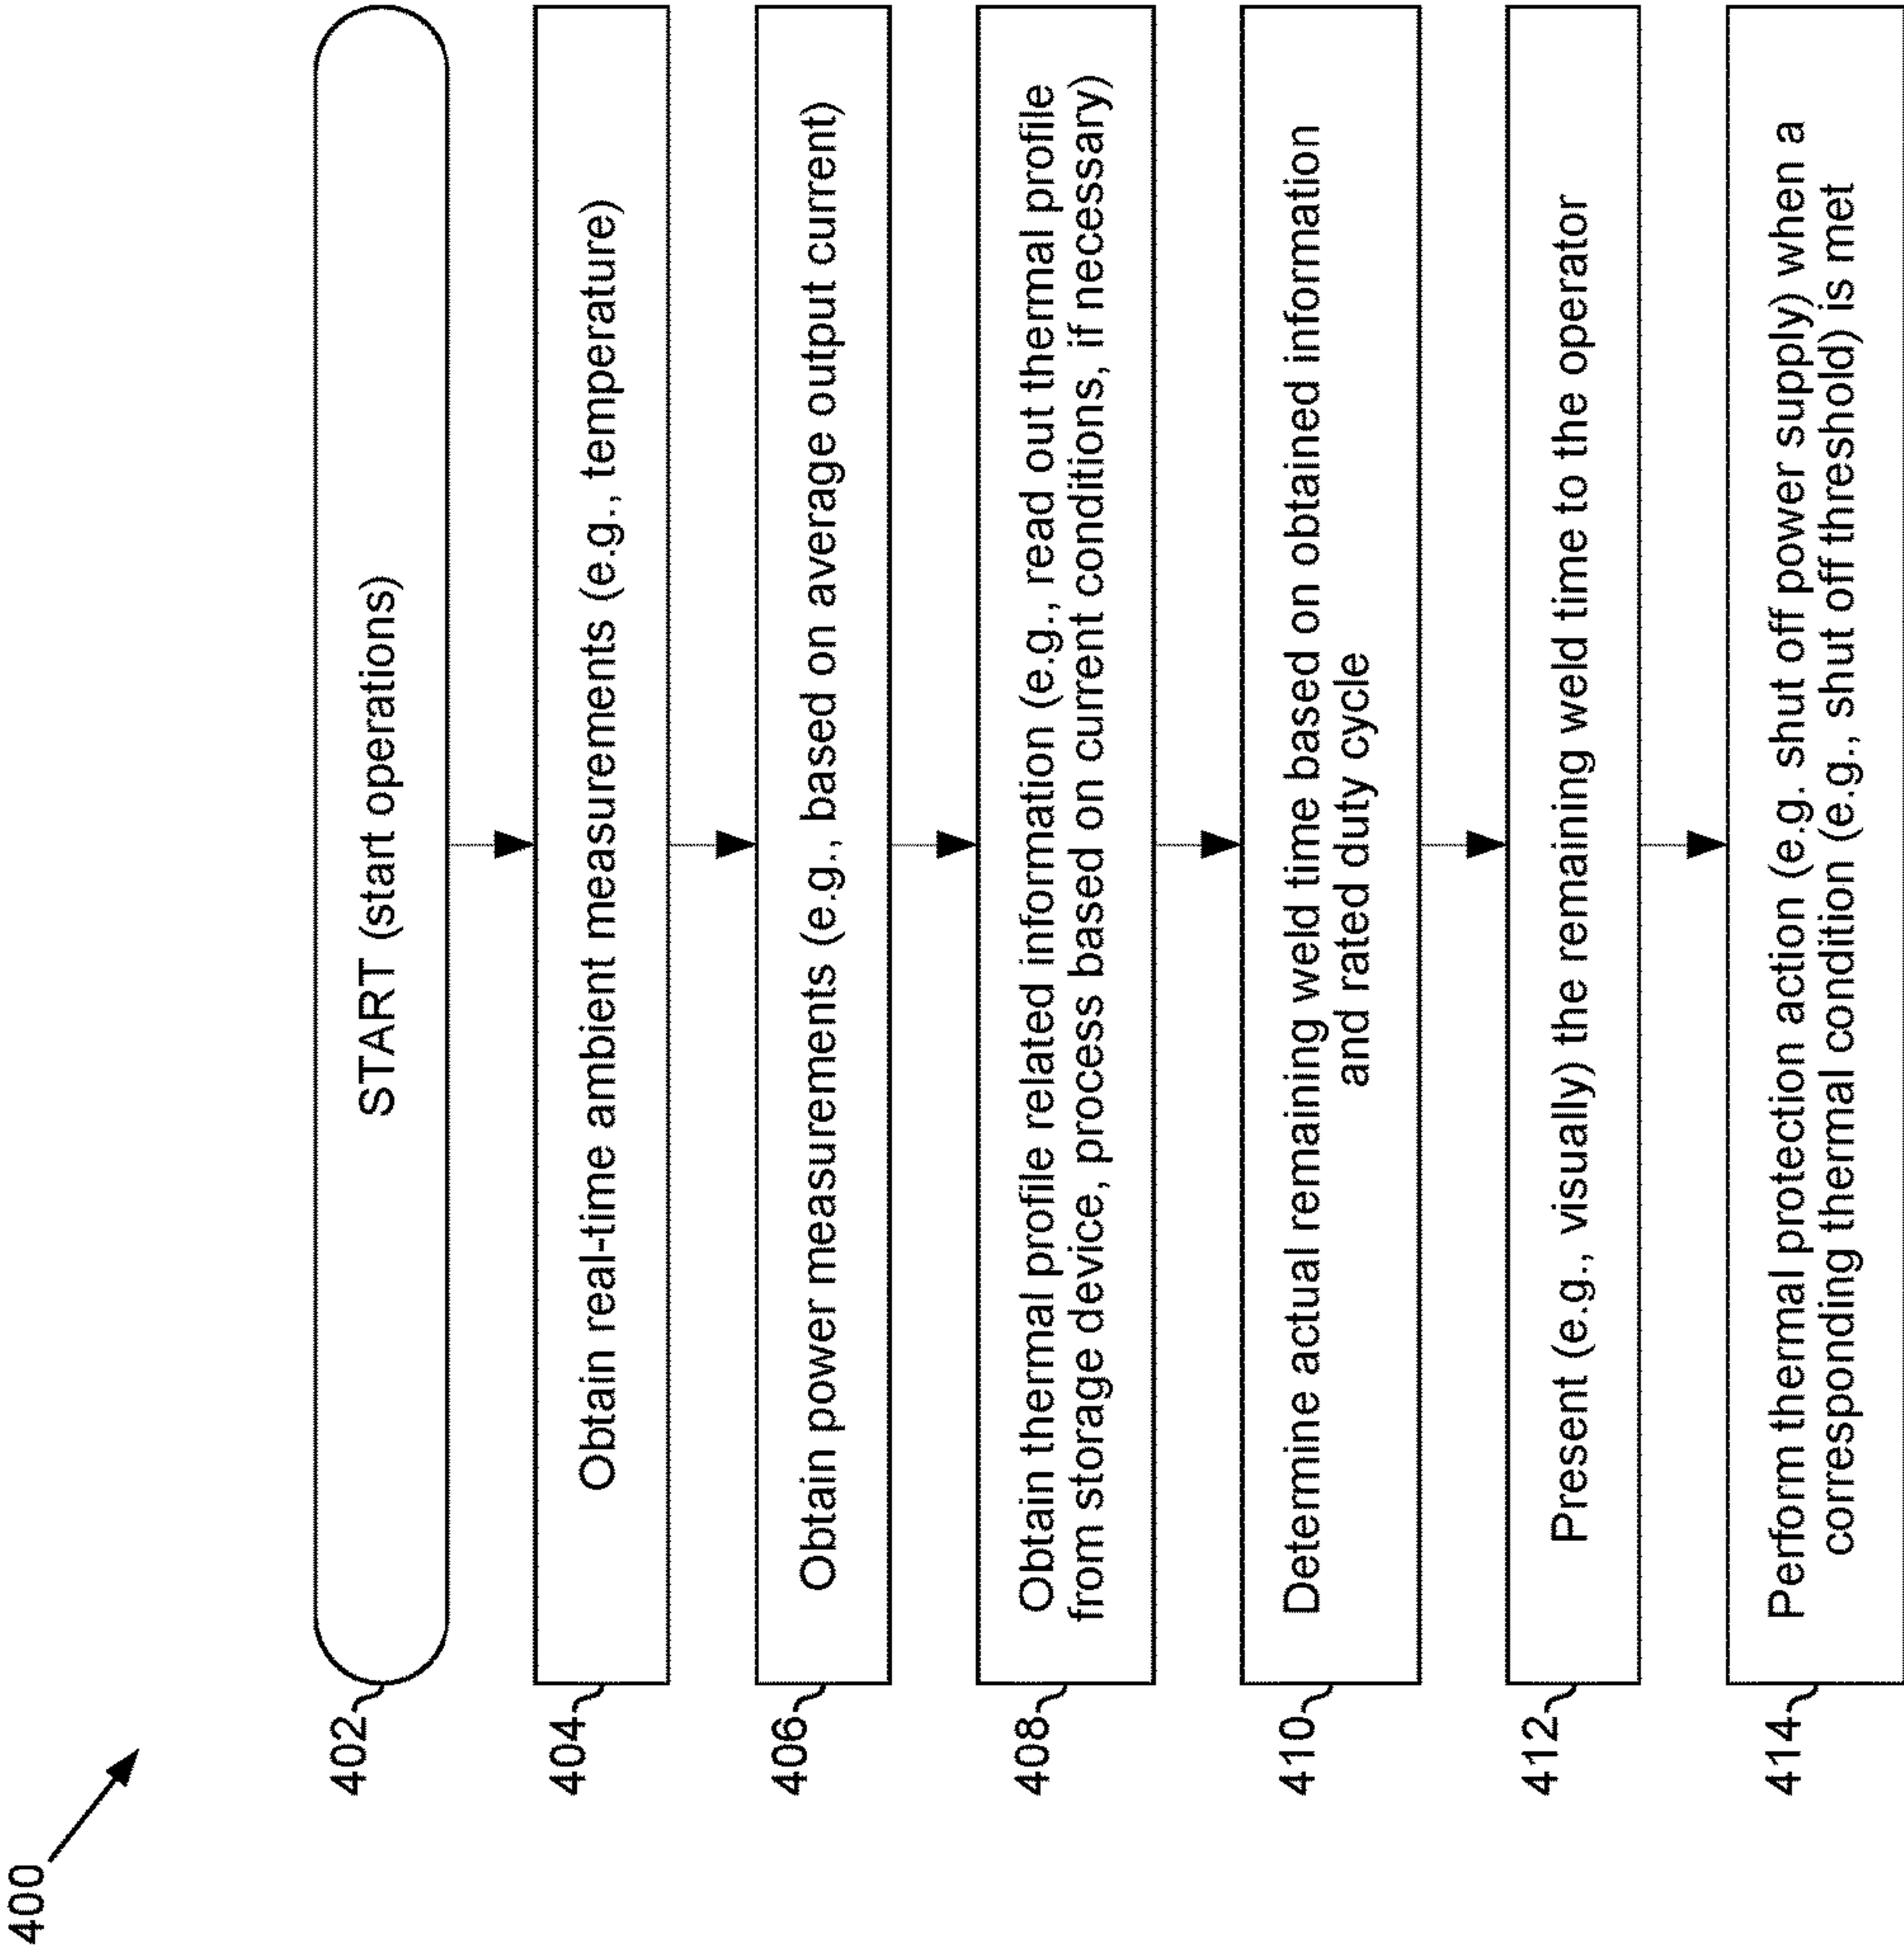 400
402
START (start operations)
404
Obtain real-time ambient measurements (e.g., temperature)
406
Obtain power measurements (e.g., based on average output current)
408
Obtain thermal profile related information (e.g., read out thermal profile
from storage device, process based on current conditions, if necessary)
410
Determine actual remaining weld time based on obtained information
and rated duty cycle
412
Present (e.g., visually) the remaining weld time to the operator
414
Perform thermal protection action (e.g. shut off power supply) when a
corresponding thermal condition (e.g., shut off threshold) is met